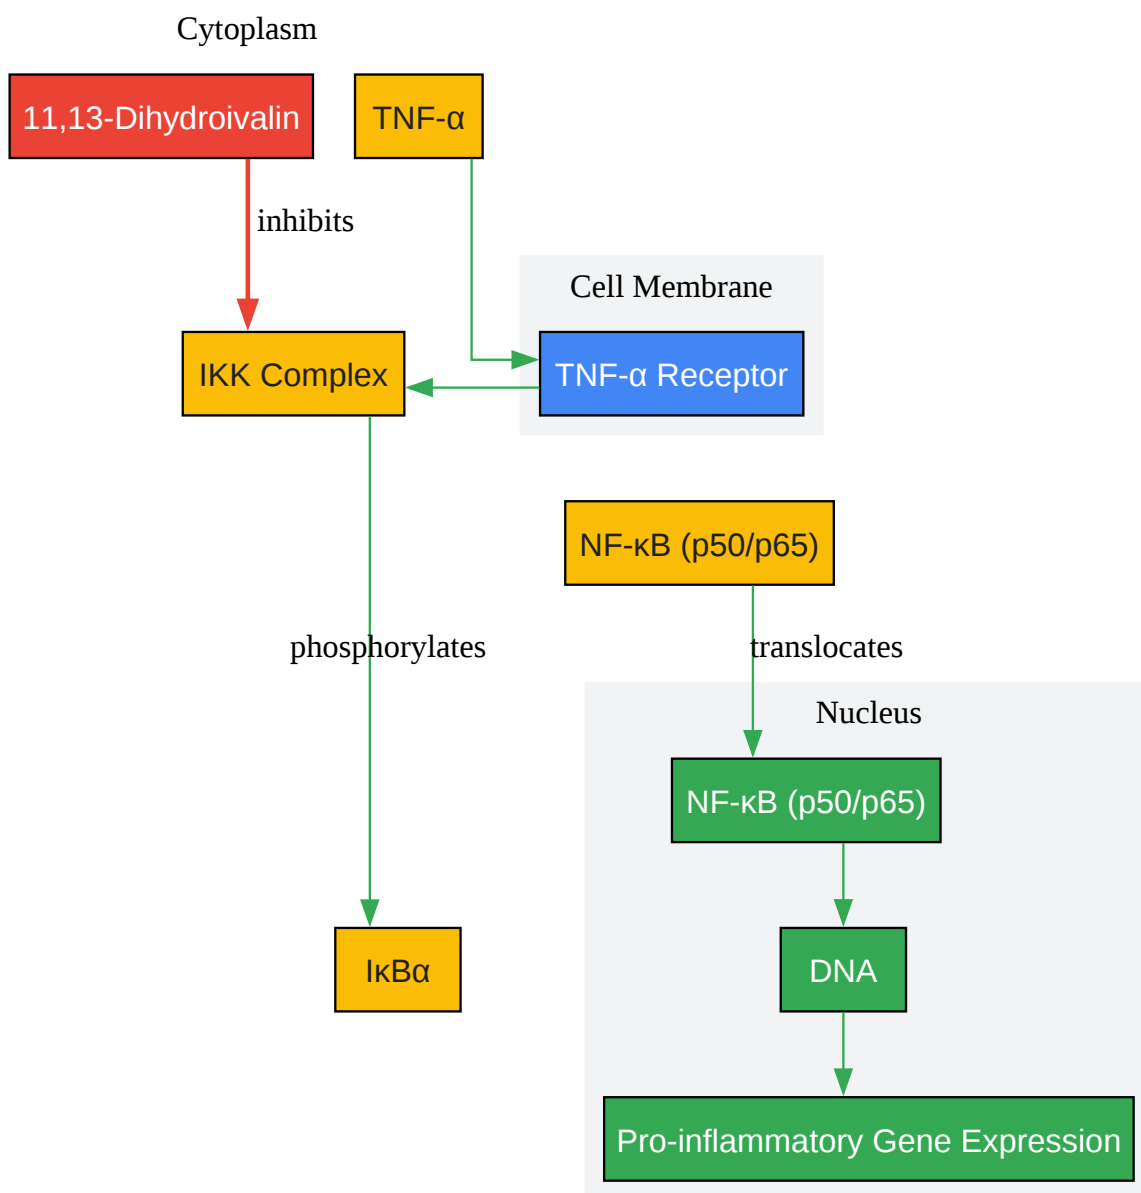 Cytoplasm
11,13-Dihydroivalin
TNF-α
inhibits
Cell Membrane
IKK Complex
TNF-α Receptor
NF-κB (p50/p65)
phosphorylates
translocates
Nucleus
NF-κB (p50/p65)
IκBα
DNA
Pro-inflammatory Gene Expression